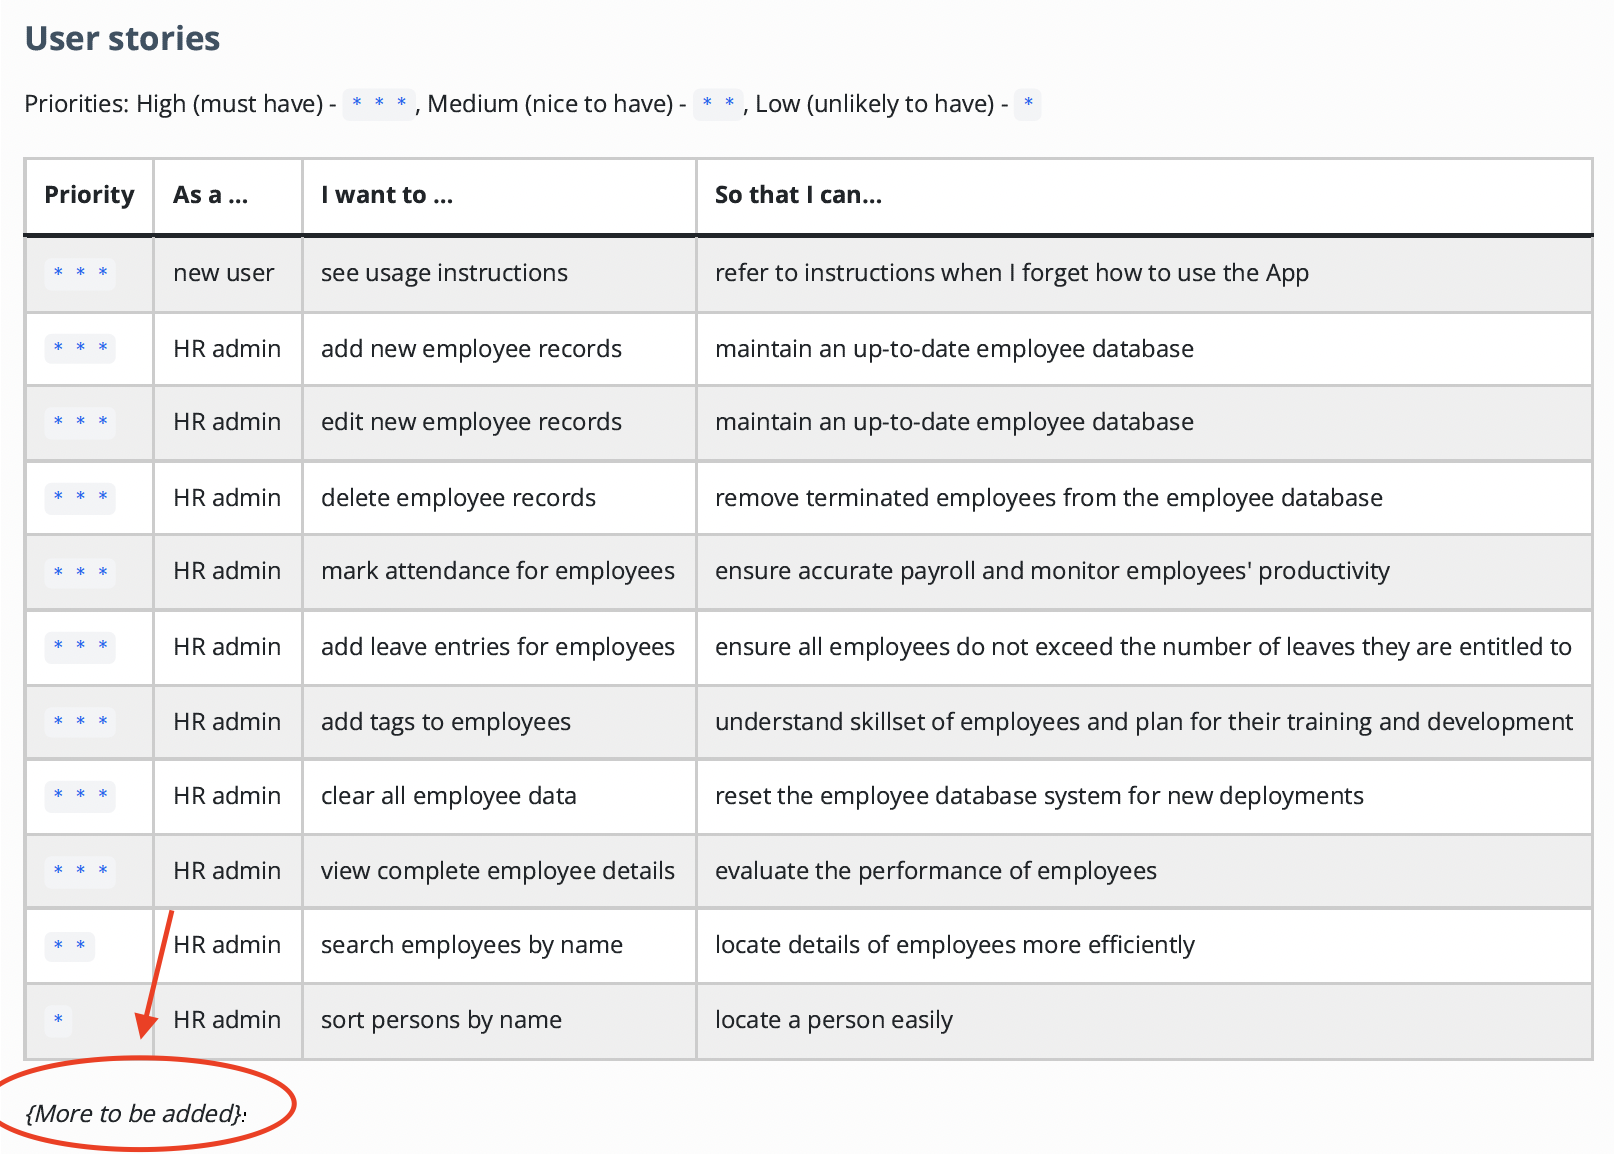 User stories
Priorities: High (must have) - * * *, Medium (nice to have) - * *, Low (unlikely to have) - *
Priority As a ... I want to ... So that I can...
* * * new user see usage instructions refer to instructions when I forget how to use the App
* * * HR admin add new employee records maintain an up-to-date employee database
* * * HR admin edit new employee records maintain an up-to-date employee database
* * * HR admin delete employee records remove terminated employees from the employee database
* * * HR admin mark attendance for employees ensure accurate payroll and monitor employees' productivity
* * * HR admin add leave entries for employees ensure all employees do not exceed the number of leaves they are entitled to
* * * HR admin add tags to employees understand skillset of employees and plan for their training and development
* * * HR admin clear all employee data reset the employee database system for new deployments
* * * HR admin view complete employee details evaluate the performance of employees
* * HR admin search employees by name locate details of employees more efficiently
* HR admin sort persons by name locate a person easily
{More to be added}: